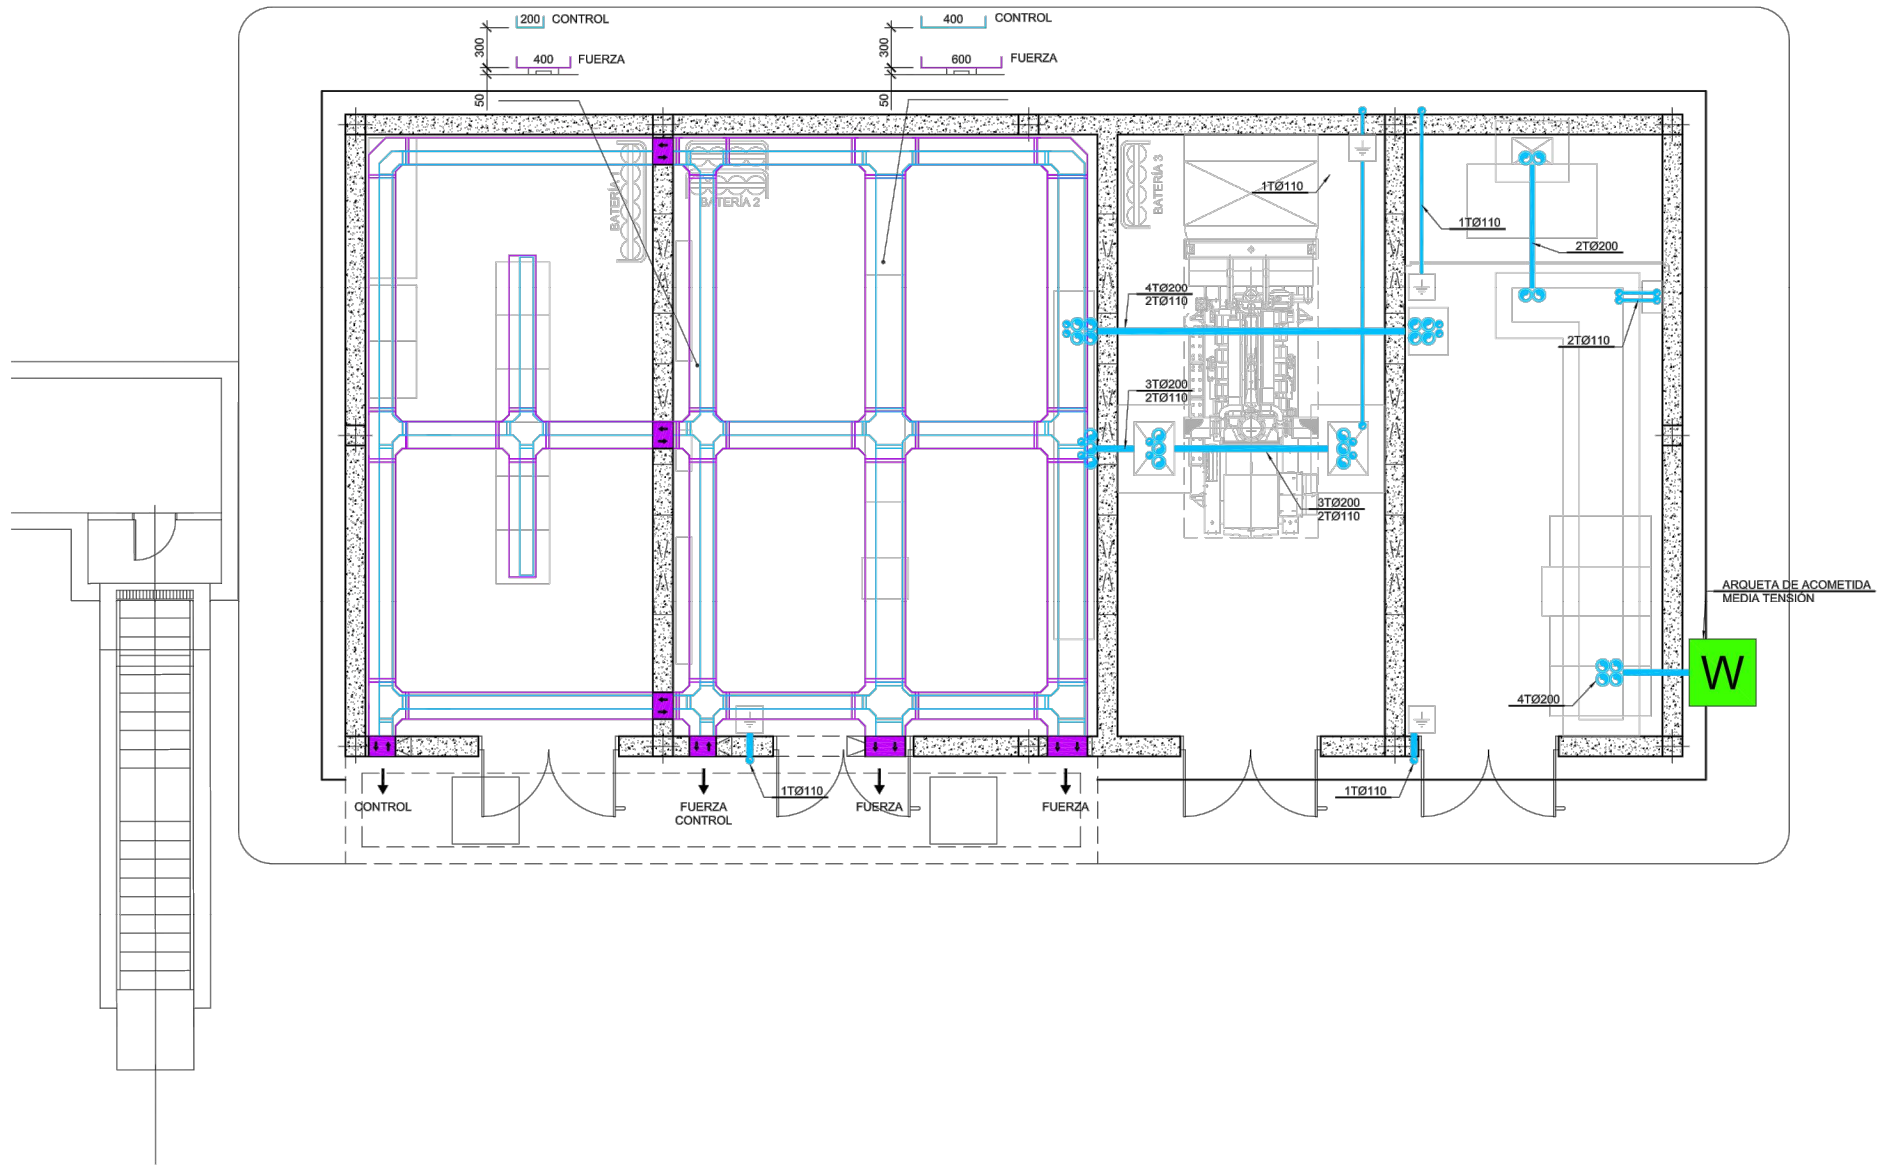 200 CONTROL
300
400 FUERZA
50
400 CONTROL
300
600 FUERZA
50
BATERÍA
BATERÍA 2
BATERÍA 3
1TØ110
1TØ110
2TØ200
4TØ200
2TØ110
2TØ110
3TØ200
2TØ110
3TØ200
2TØ110
ARQUETA DE ACOMETIDA
MEDIA TENSIÓN
W
4TØ200
1TØ110
1TØ110
CONTROL
FUERZA
CONTROL
FUERZA
FUERZA